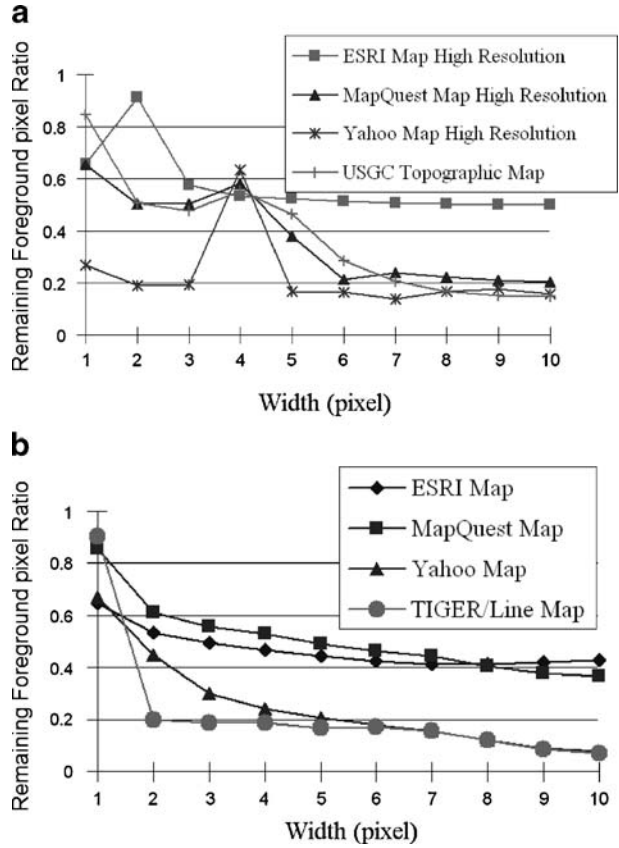 a
ESRI Map High Resolution
MapQuest Map High Resolution
Yahoo Map High Resolution
USGC Topographic Map
Remaining Foreground pixel Ratio
1
0.8
0.6
0.4
0.2
0
1 2 3 4 5 6 7 8 9 10
Width (pixel)
b
ESRI Map
MapQuest Map
Yahoo Map
TIGER/Line Map
Remaining Foreground pixel Ratio
1
0.8
0.6
0.4
0.2
0
1 2 3 4 5 6 7 8 9 10
Width (pixel)